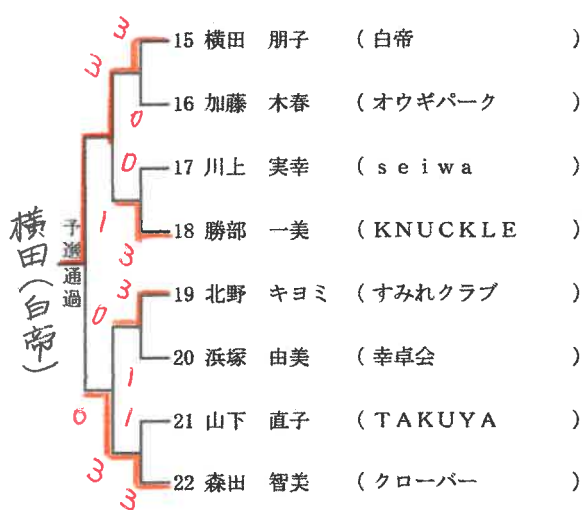 3
3 15 横田 朋子 (白帝)
0 16 加藤 木春 (オウギパーク)
0 17 川上 実幸 (seiwa)
1
3 18 勝部 一美 (KNUCKLE)
横田(白帝)
予選通過
3 19 北野 キヨミ (すみれクラブ)
0
1 20 浜塚 由美 (幸卓会)
0
1 21 山下 直子 (TAKUYA)
3
3 22 森田 智美 (クローバー)